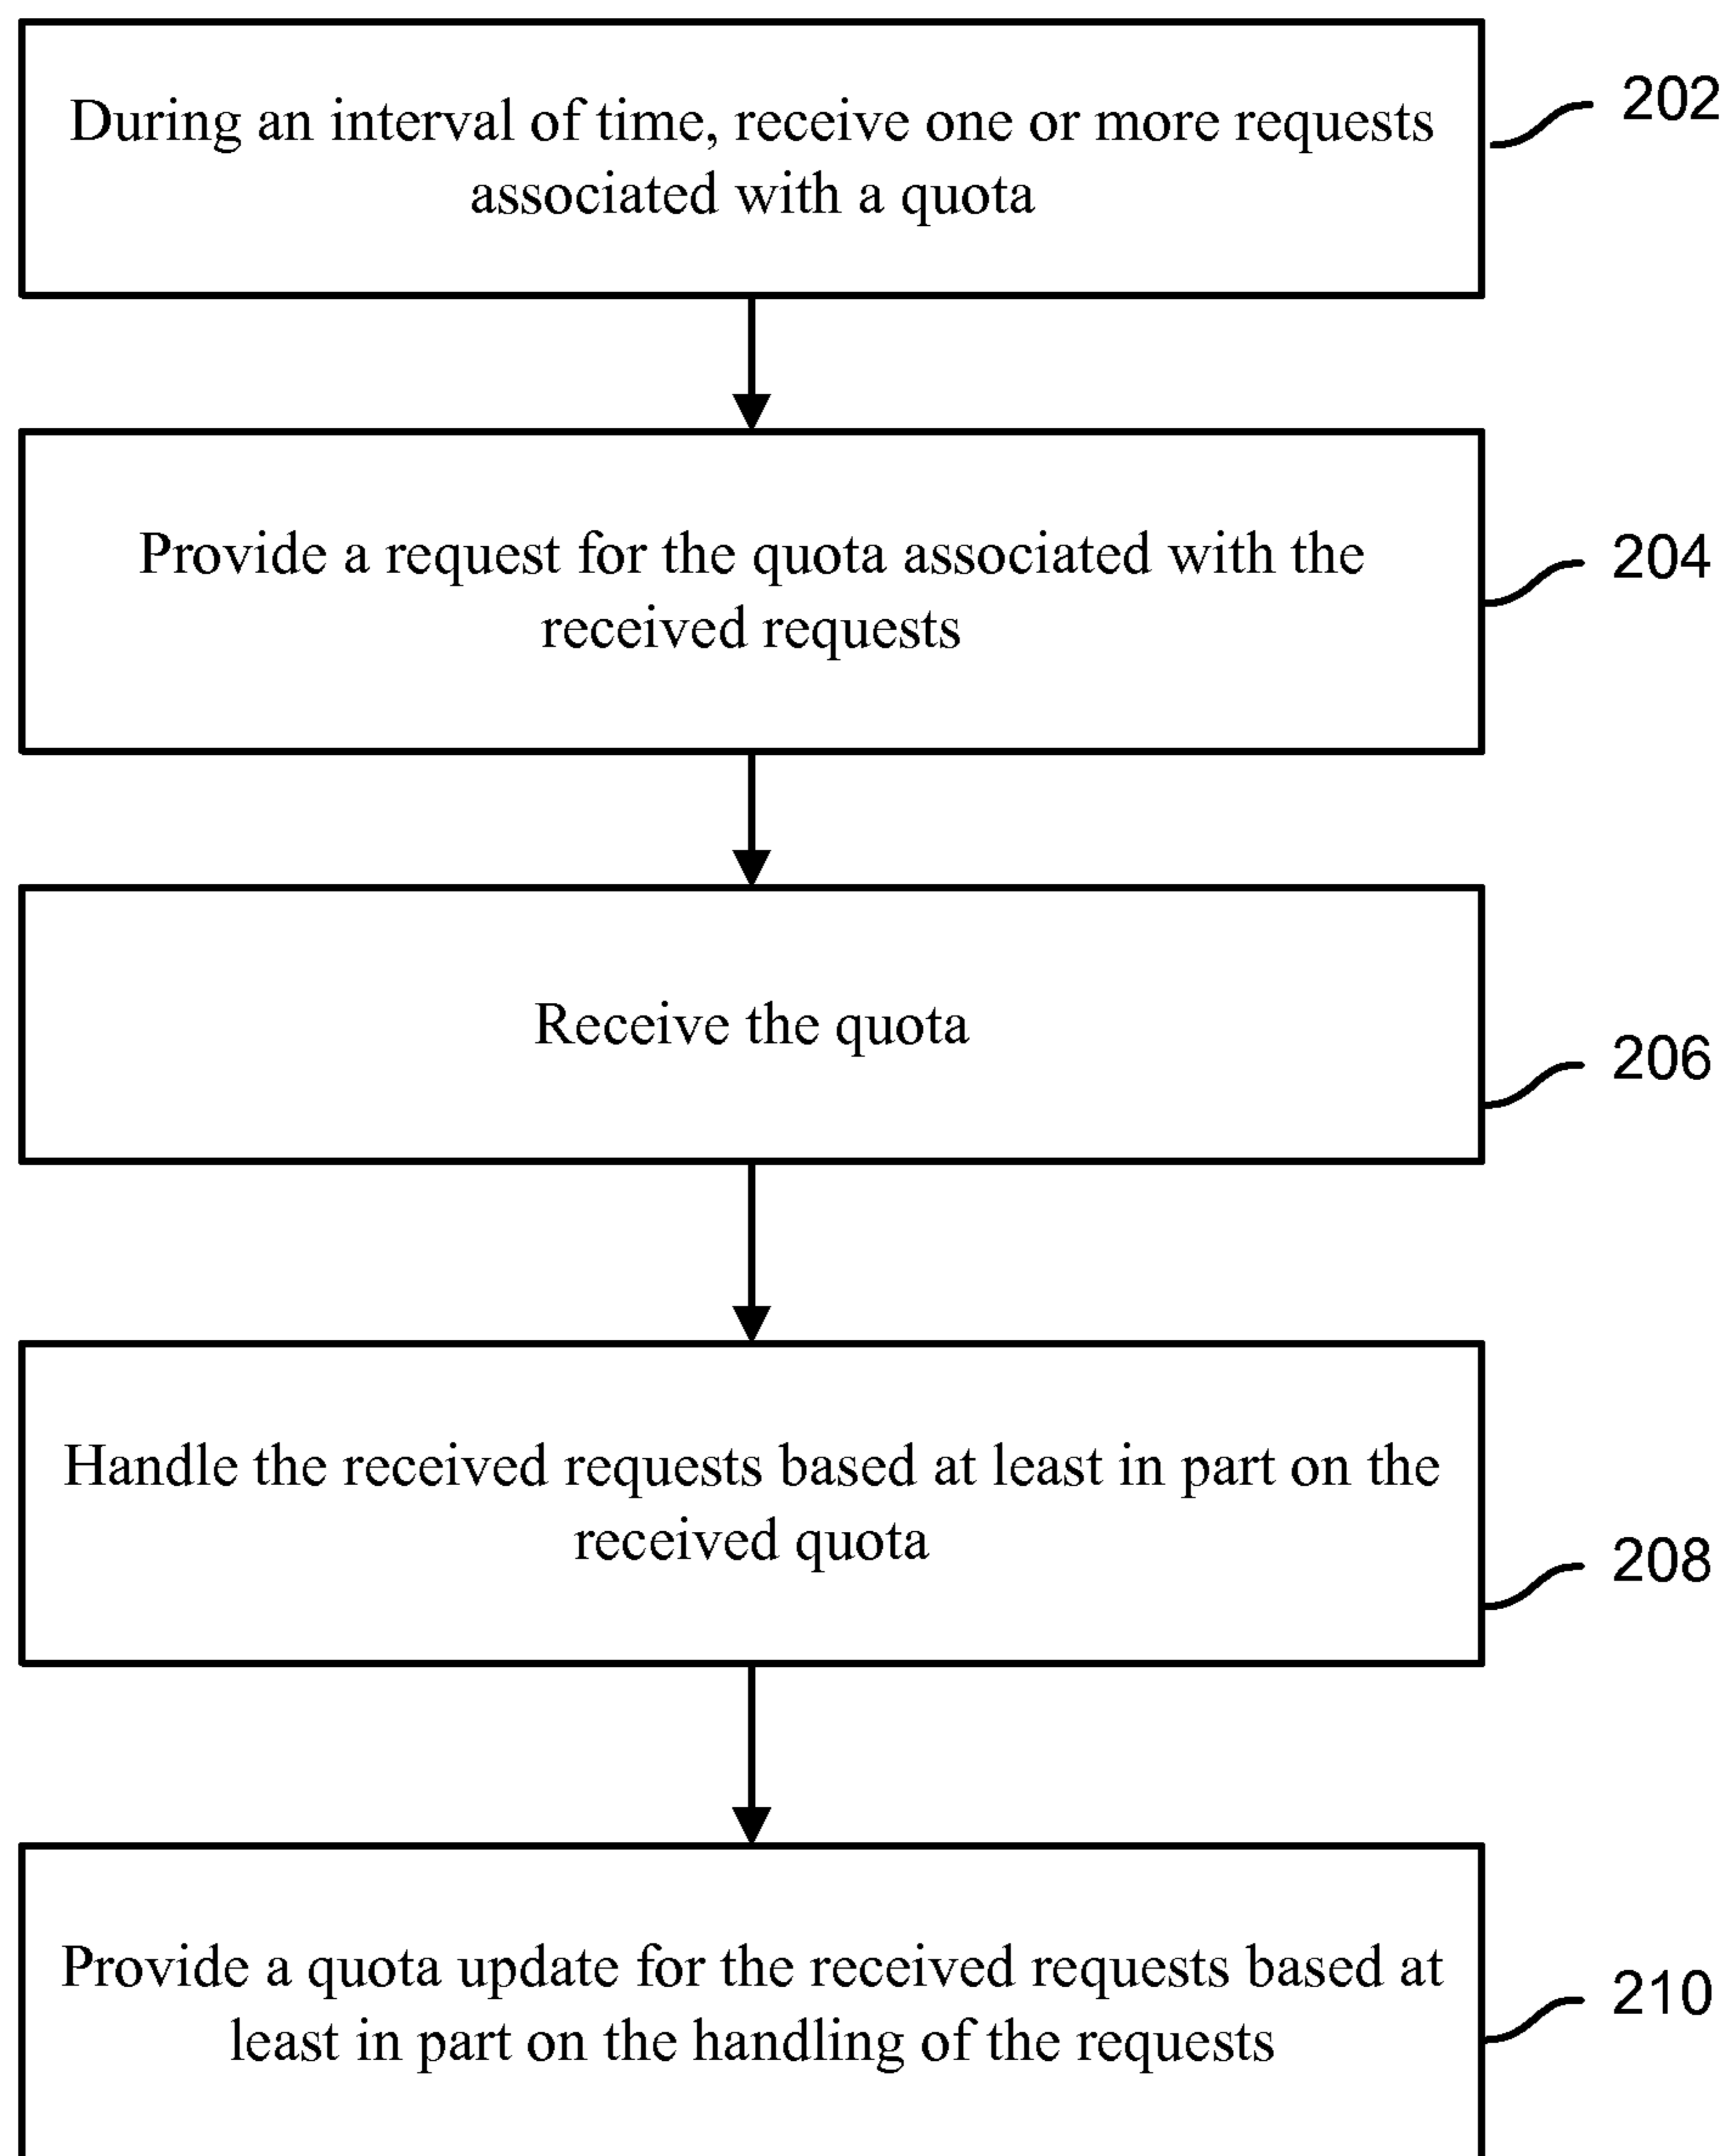 During an interval of time, receive one or more requests
associated with a quota
202
Provide a request for the quota associated with the
received requests
204
Receive the quota
206
Handle the received requests based at least in part on the
received quota
208
Provide a quota update for the received requests based at
least in part on the handling of the requests
210